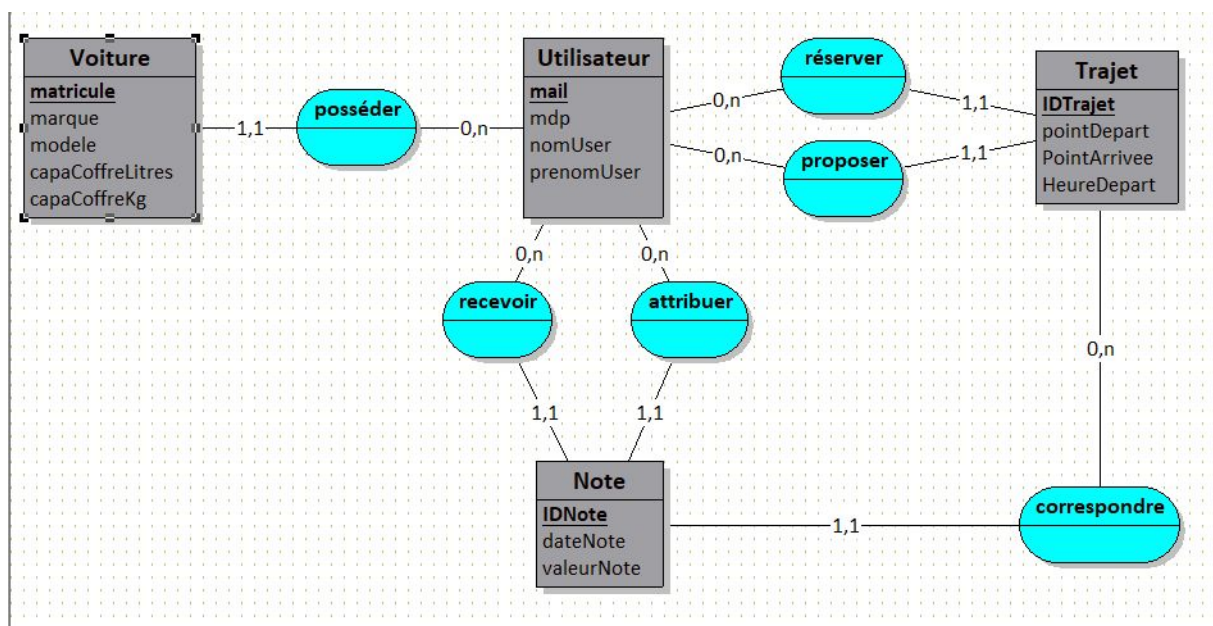 Voiture
matricule
marque
modele
capaCoffreLitres
capaCoffreKg
1,1
posséder
0,n
Utilisateur
mail
mdp
nomUser
prenomUser
0,n
réserver
1,1
0,n
proposer
1,1
Trajet
IDTrajet
pointDepart
PointArrivee
HeureDepart
0,n
0,n
recevoir
attribuer
1,1
1,1
0,n
Note
IDNote
dateNote
valeurNote
1,1
correspondre